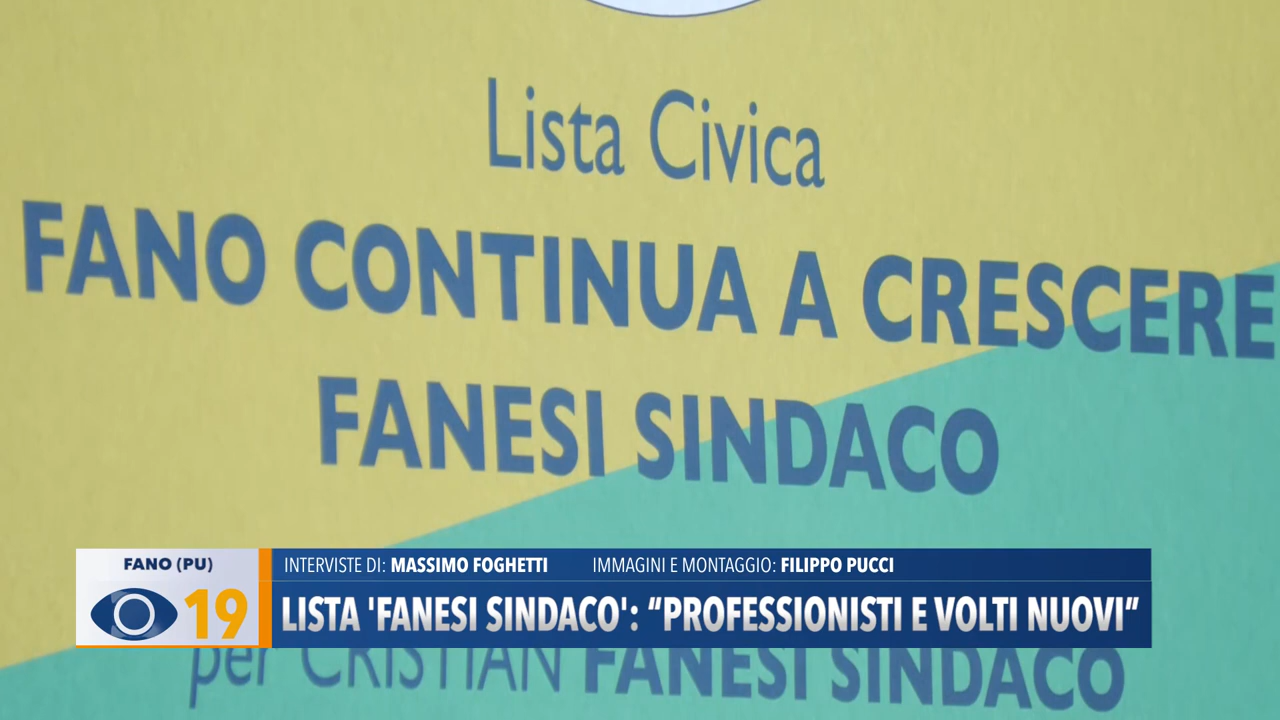 Lista Civica
FANO CONTINUA A CRESCERE
FANESI SINDACO
FANO (PU)
19
INTERVISTE DI: MASSIMO FOGHETTI IMMAGINI E MONTAGGIO: FILIPPO PUCCI
LISTA 'FANESI SINDACO': “PROFESSIONISTI E VOLTI NUOVI”
per CRISTIAN FANESI SINDACO